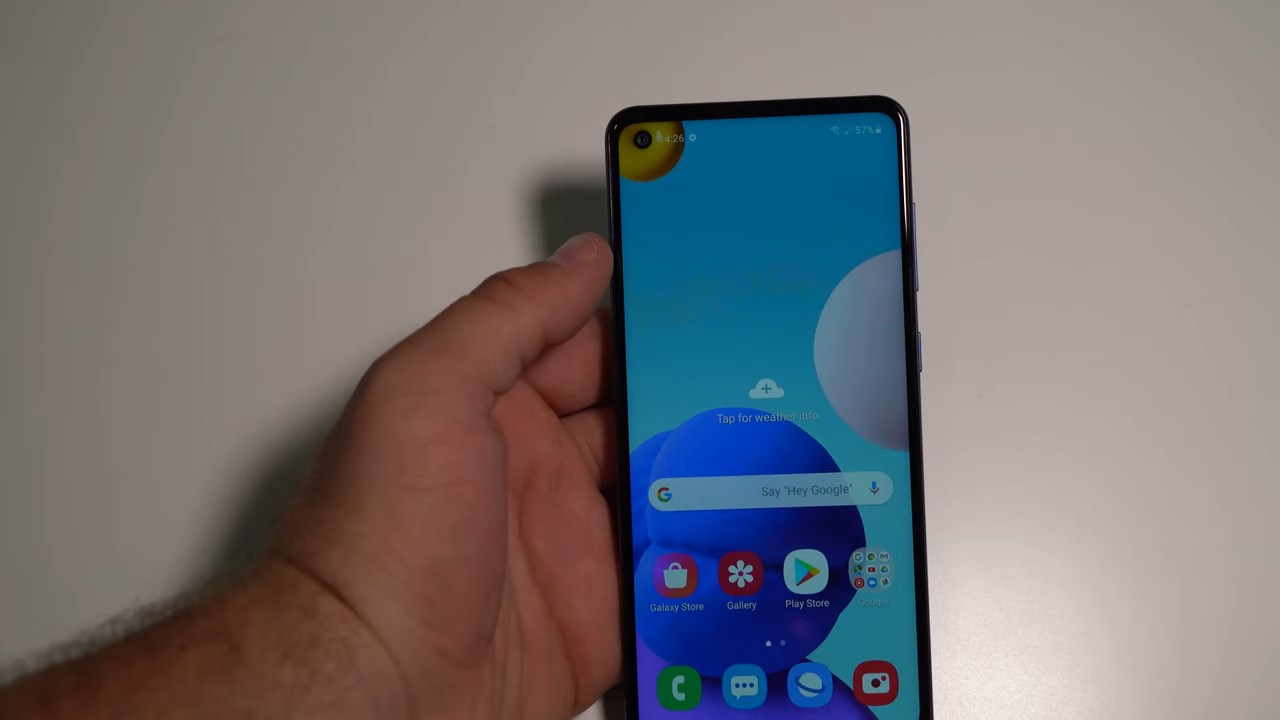 4:26
57%
Tap for weather info
Say "Hey Google"
Galaxy Store
Gallery
Play Store
Google